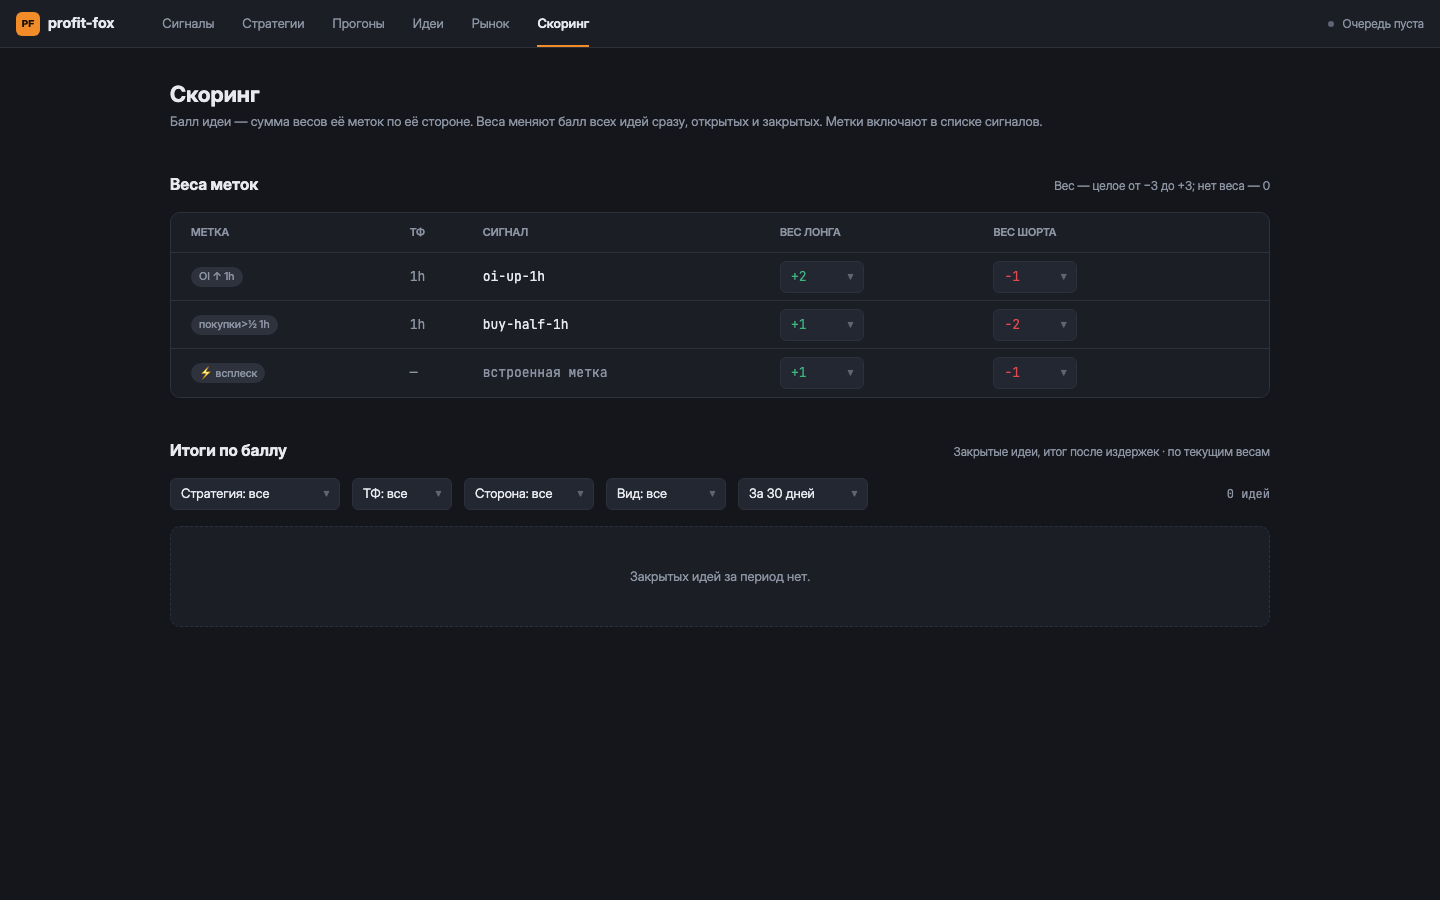 PF profit-fox Сигналы Стратегии Прогоны Идеи Рынок Скоринг Очередь пуста
Скоринг
Балл идеи — сумма весов её меток по её стороне. Веса меняют балл всех идей сразу, открытых и закрытых. Метки включают в списке сигналов.
Веса меток Вес — целое от −3 до +3; нет веса — 0
МЕТКА ТФ СИГНАЛ ВЕС ЛОНГА ВЕС ШОРТА
OI ↑ 1h 1h oi-up-1h +2 −1
покупки>½ 1h 1h buy-half-1h +1 −2
⚡ всплеск — встроенная метка +1 −1
Итоги по баллу Закрытые идеи, итог после издержек · по текущим весам
Стратегия: все ТФ: все Сторона: все Вид: все За 30 дней 0 идей
Закрытых идей за период нет.